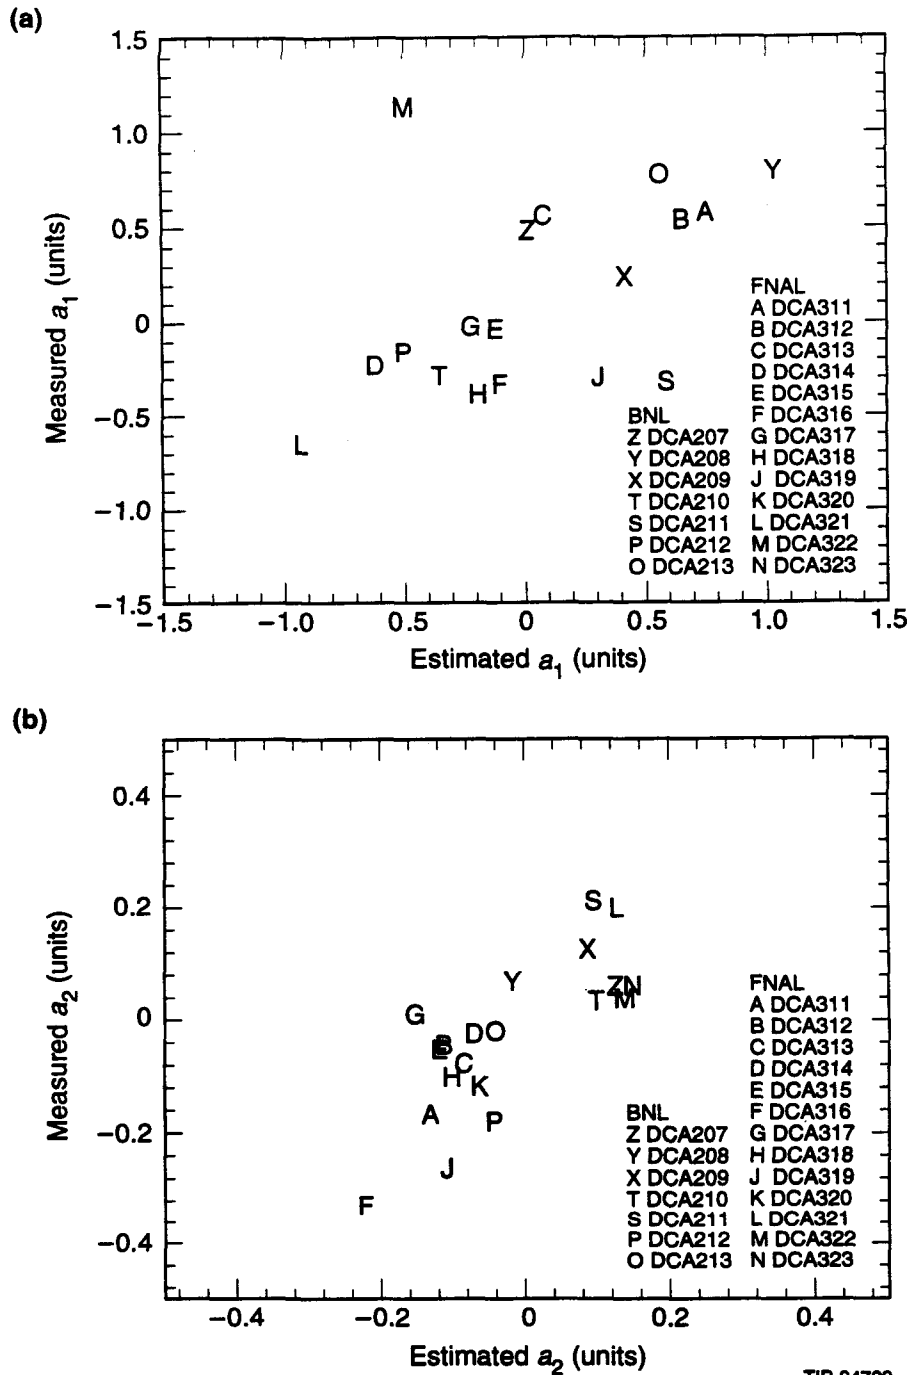 (a)
1.5
1.0
0.5
0
−0.5
−1.0
−1.5
Measured a1 (units)
M
O
Y
C
Z
B
A
X
G
E
D
P
T
H
F
J
S
L
BNL
Z DCA207
Y DCA208
X DCA209
T DCA210
S DCA211
P DCA212
O DCA213
FNAL
A DCA311
B DCA312
C DCA313
D DCA314
E DCA315
F DCA316
G DCA317
H DCA318
J DCA319
K DCA320
L DCA321
M DCA322
N DCA323
−1.5 −1.0 0.5 0 0.5 1.0 1.5
Estimated a1 (units)
(b)
0.4
0.2
0
−0.2
−0.4
Measured a2 (units)
S
L
X
Y
Z
N
T
M
G
D
O
B
E
C
H
K
A
P
J
F
BNL
Z DCA207
Y DCA208
X DCA209
T DCA210
S DCA211
P DCA212
O DCA213
FNAL
A DCA311
B DCA312
C DCA313
D DCA314
E DCA315
F DCA316
G DCA317
H DCA318
J DCA319
K DCA320
L DCA321
M DCA322
N DCA323
−0.4 −0.2 0 0.2 0.4
Estimated a2 (units)